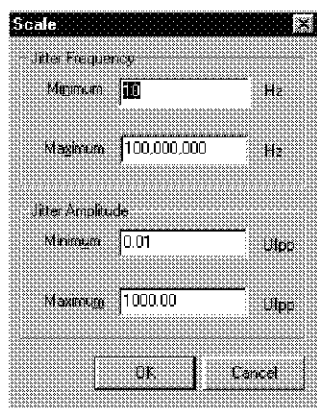 Scale
Jitter Frequency
Minimum 10 Hz
Maximum 100,000,000 Hz
Jitter Amplitude
Minimum 0.01 UIpp
Maximum 1000.00 UIpp
OK Cancel